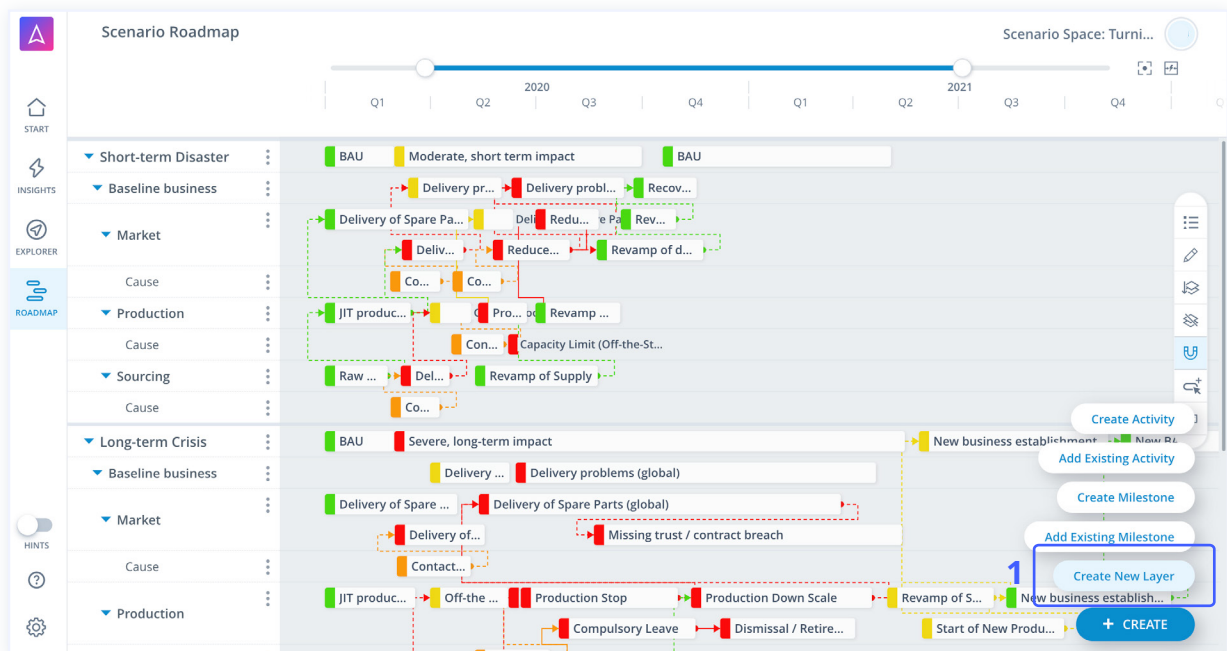 Scenario Roadmap
Scenario Space: Turni...
2020
2021
Q1 Q2 Q3 Q4 Q1 Q2 Q3 Q4
START
INSIGHTS
EXPLORER
ROADMAP
HINTS
Short-term Disaster BAU Moderate, short term impact BAU
Baseline business Delivery pr... Delivery probl... Recov...
Delivery of Spare Pa... Redu... Rev...
Market
Deliv... Reduce... Revamp of d...
Cause Co... Co...
Production JIT produc... Pro... Revamp ...
Cause Con... Capacity Limit (Off-the-St...
Sourcing Raw ... Del... Revamp of Supply
Cause Co...
Create Activity
Long-term Crisis BAU Severe, long-term impact New business establishment
Add Existing Activity
Baseline business Delivery ... Delivery problems (global)
Create Milestone
Delivery of Spare ... Delivery of Spare Parts (global)
Market
Delivery of... Missing trust / contract breach
Add Existing Milestone
Cause Contact...
1
Create New Layer
JIT produc... Off-the ... Production Stop Production Down Scale Revamp of S... New business establish...
Production
+ CREATE
Compulsory Leave Dismissal / Retire... Start of New Produ...